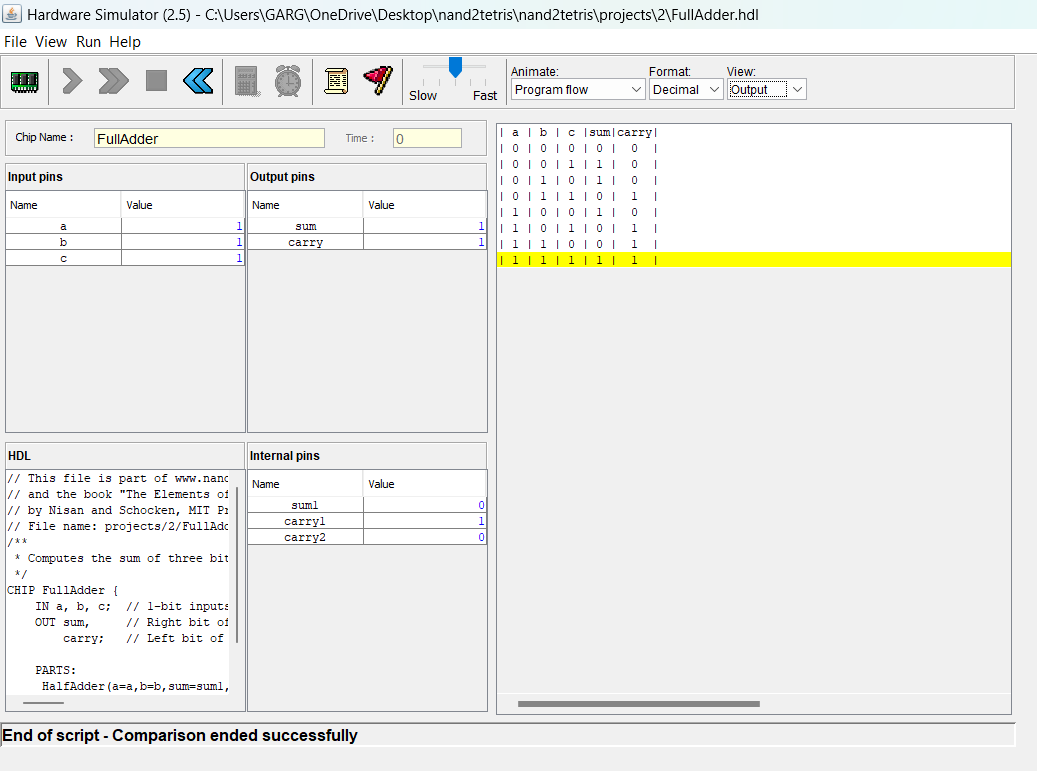 Hardware Simulator (2.5) - C:\Users\GARG\OneDrive\Desktop\nand2tetris\nand2tetris\projects\2\FullAdder.hdl
File View Run Help
Slow Fast
Animate: Format: View:
Program flow Decimal Output
Chip Name : FullAdder Time : 0
Input pins
Name Value
a 1
b 1
c 1
Output pins
Name Value
sum 1
carry 1
HDL
// This file is part of www.nand
// and the book "The Elements of
// by Nisan and Schocken, MIT Pr
// File name: projects/2/FullAdd
/**
 * Computes the sum of three bit
 */
CHIP FullAdder {
    IN a, b, c;  // 1-bit inputs
    OUT sum,     // Right bit of
        carry;   // Left bit of
    PARTS:
     HalfAdder(a=a,b=b,sum=sum1,
Internal pins
Name Value
sum1 0
carry1 1
carry2 0
| a | b | c |sum|carry|
| 0 | 0 | 0 | 0 |  0  |
| 0 | 0 | 1 | 1 |  0  |
| 0 | 1 | 0 | 1 |  0  |
| 0 | 1 | 1 | 0 |  1  |
| 1 | 0 | 0 | 1 |  0  |
| 1 | 0 | 1 | 0 |  1  |
| 1 | 1 | 0 | 0 |  1  |
| 1 | 1 | 1 | 1 |  1  |
End of script - Comparison ended successfully